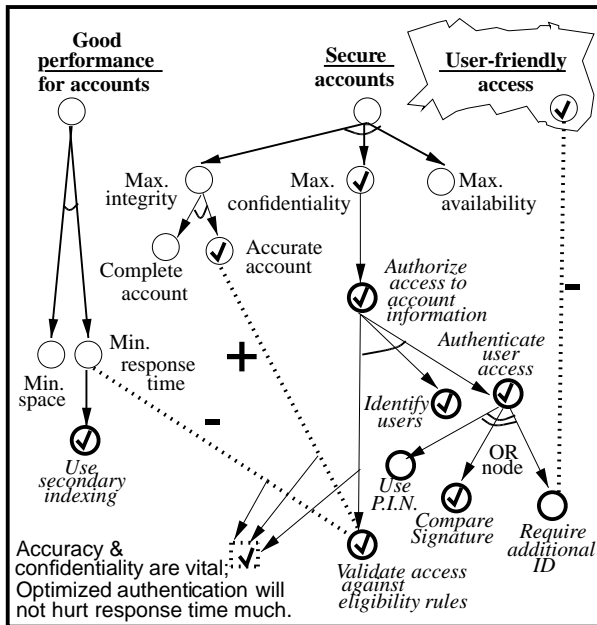 Good
performance
for accounts
Secure
accounts
User-friendly
access
Max.
integrity
Max.
confidentiality
Max.
availability
Complete
account
Accurate
account
Authorize
access to
account
information
Authenticate
user
access
Min.
space
Min.
response
time
+
-
-
Identify
users
OR
node
Use
secondary
indexing
Use
P.I.N.
Compare
Signature
Require
additional
ID
Accuracy &
confidentiality are vital;
Optimized authentication will
not hurt response time much.
Validate access
against
eligibility rules